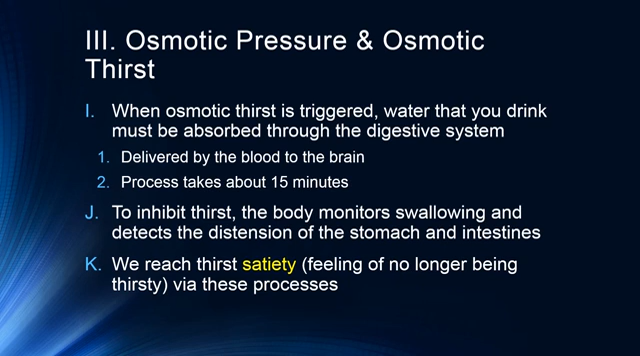 III. Osmotic Pressure & Osmotic
Thirst
I. When osmotic thirst is triggered, water that you drink
must be absorbed through the digestive system
1. Delivered by the blood to the brain
2. Process takes about 15 minutes
J. To inhibit thirst, the body monitors swallowing and
detects the distension of the stomach and intestines
K. We reach thirst satiety (feeling of no longer being
thirsty) via these processes